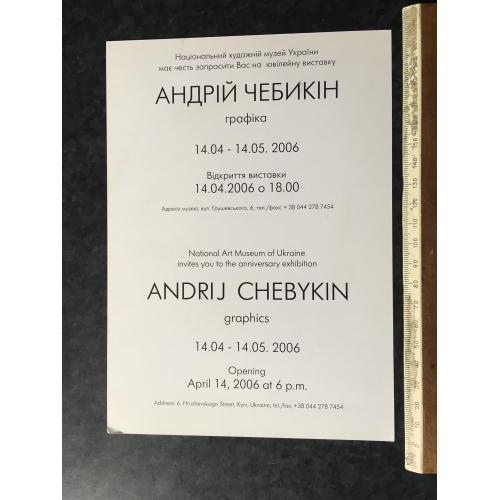 Національний художній музей України
має честь запросити Вас на ювілейну виставку
АНДРІЙ ЧЕБИКІН
графіка
14.04 - 14.05. 2006
Відкриття виставки
14.04.2006 о 18.00
Адреса музею: вул. Грушевського, 6; тел./факс + 38 044 278 7454
National Art Museum of Ukraine
invites you to the anniversary exhibition
ANDRIJ CHEBYKIN
graphics
14.04 - 14.05. 2006
Opening
April 14, 2006 at 6 p.m.
Address: 6, Hrushevskogo Street, Kyiv, Ukraine; tel./fax: +38 044 278 7454